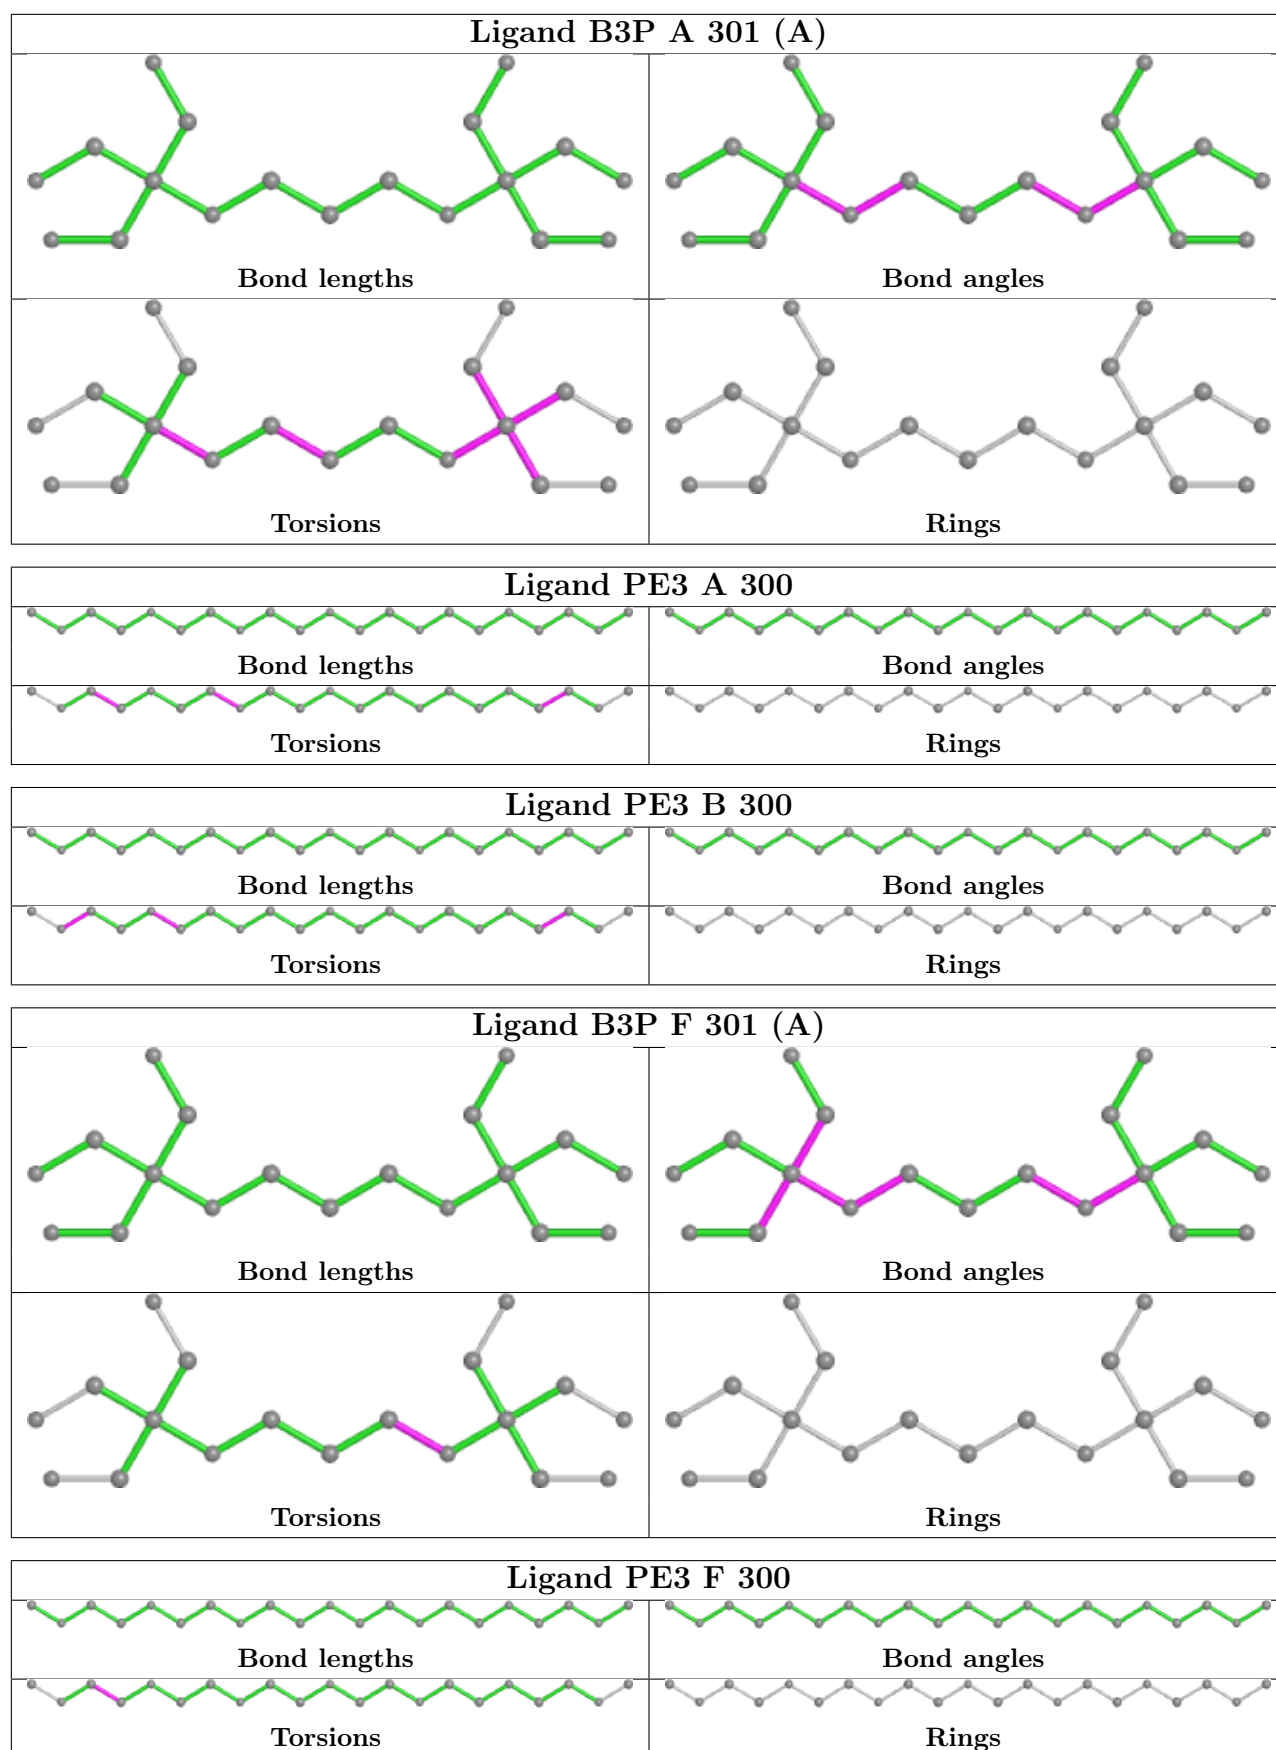 Ligand B3P A 301 (A)
Bond lengths
Bond angles
Torsions
Rings
Ligand PE3 A 300
Bond lengths
Bond angles
Torsions
Rings
Ligand PE3 B 300
Bond lengths
Bond angles
Torsions
Rings
Ligand B3P F 301 (A)
Bond lengths
Bond angles
Torsions
Rings
Ligand PE3 F 300
Bond lengths
Bond angles
Torsions
Rings